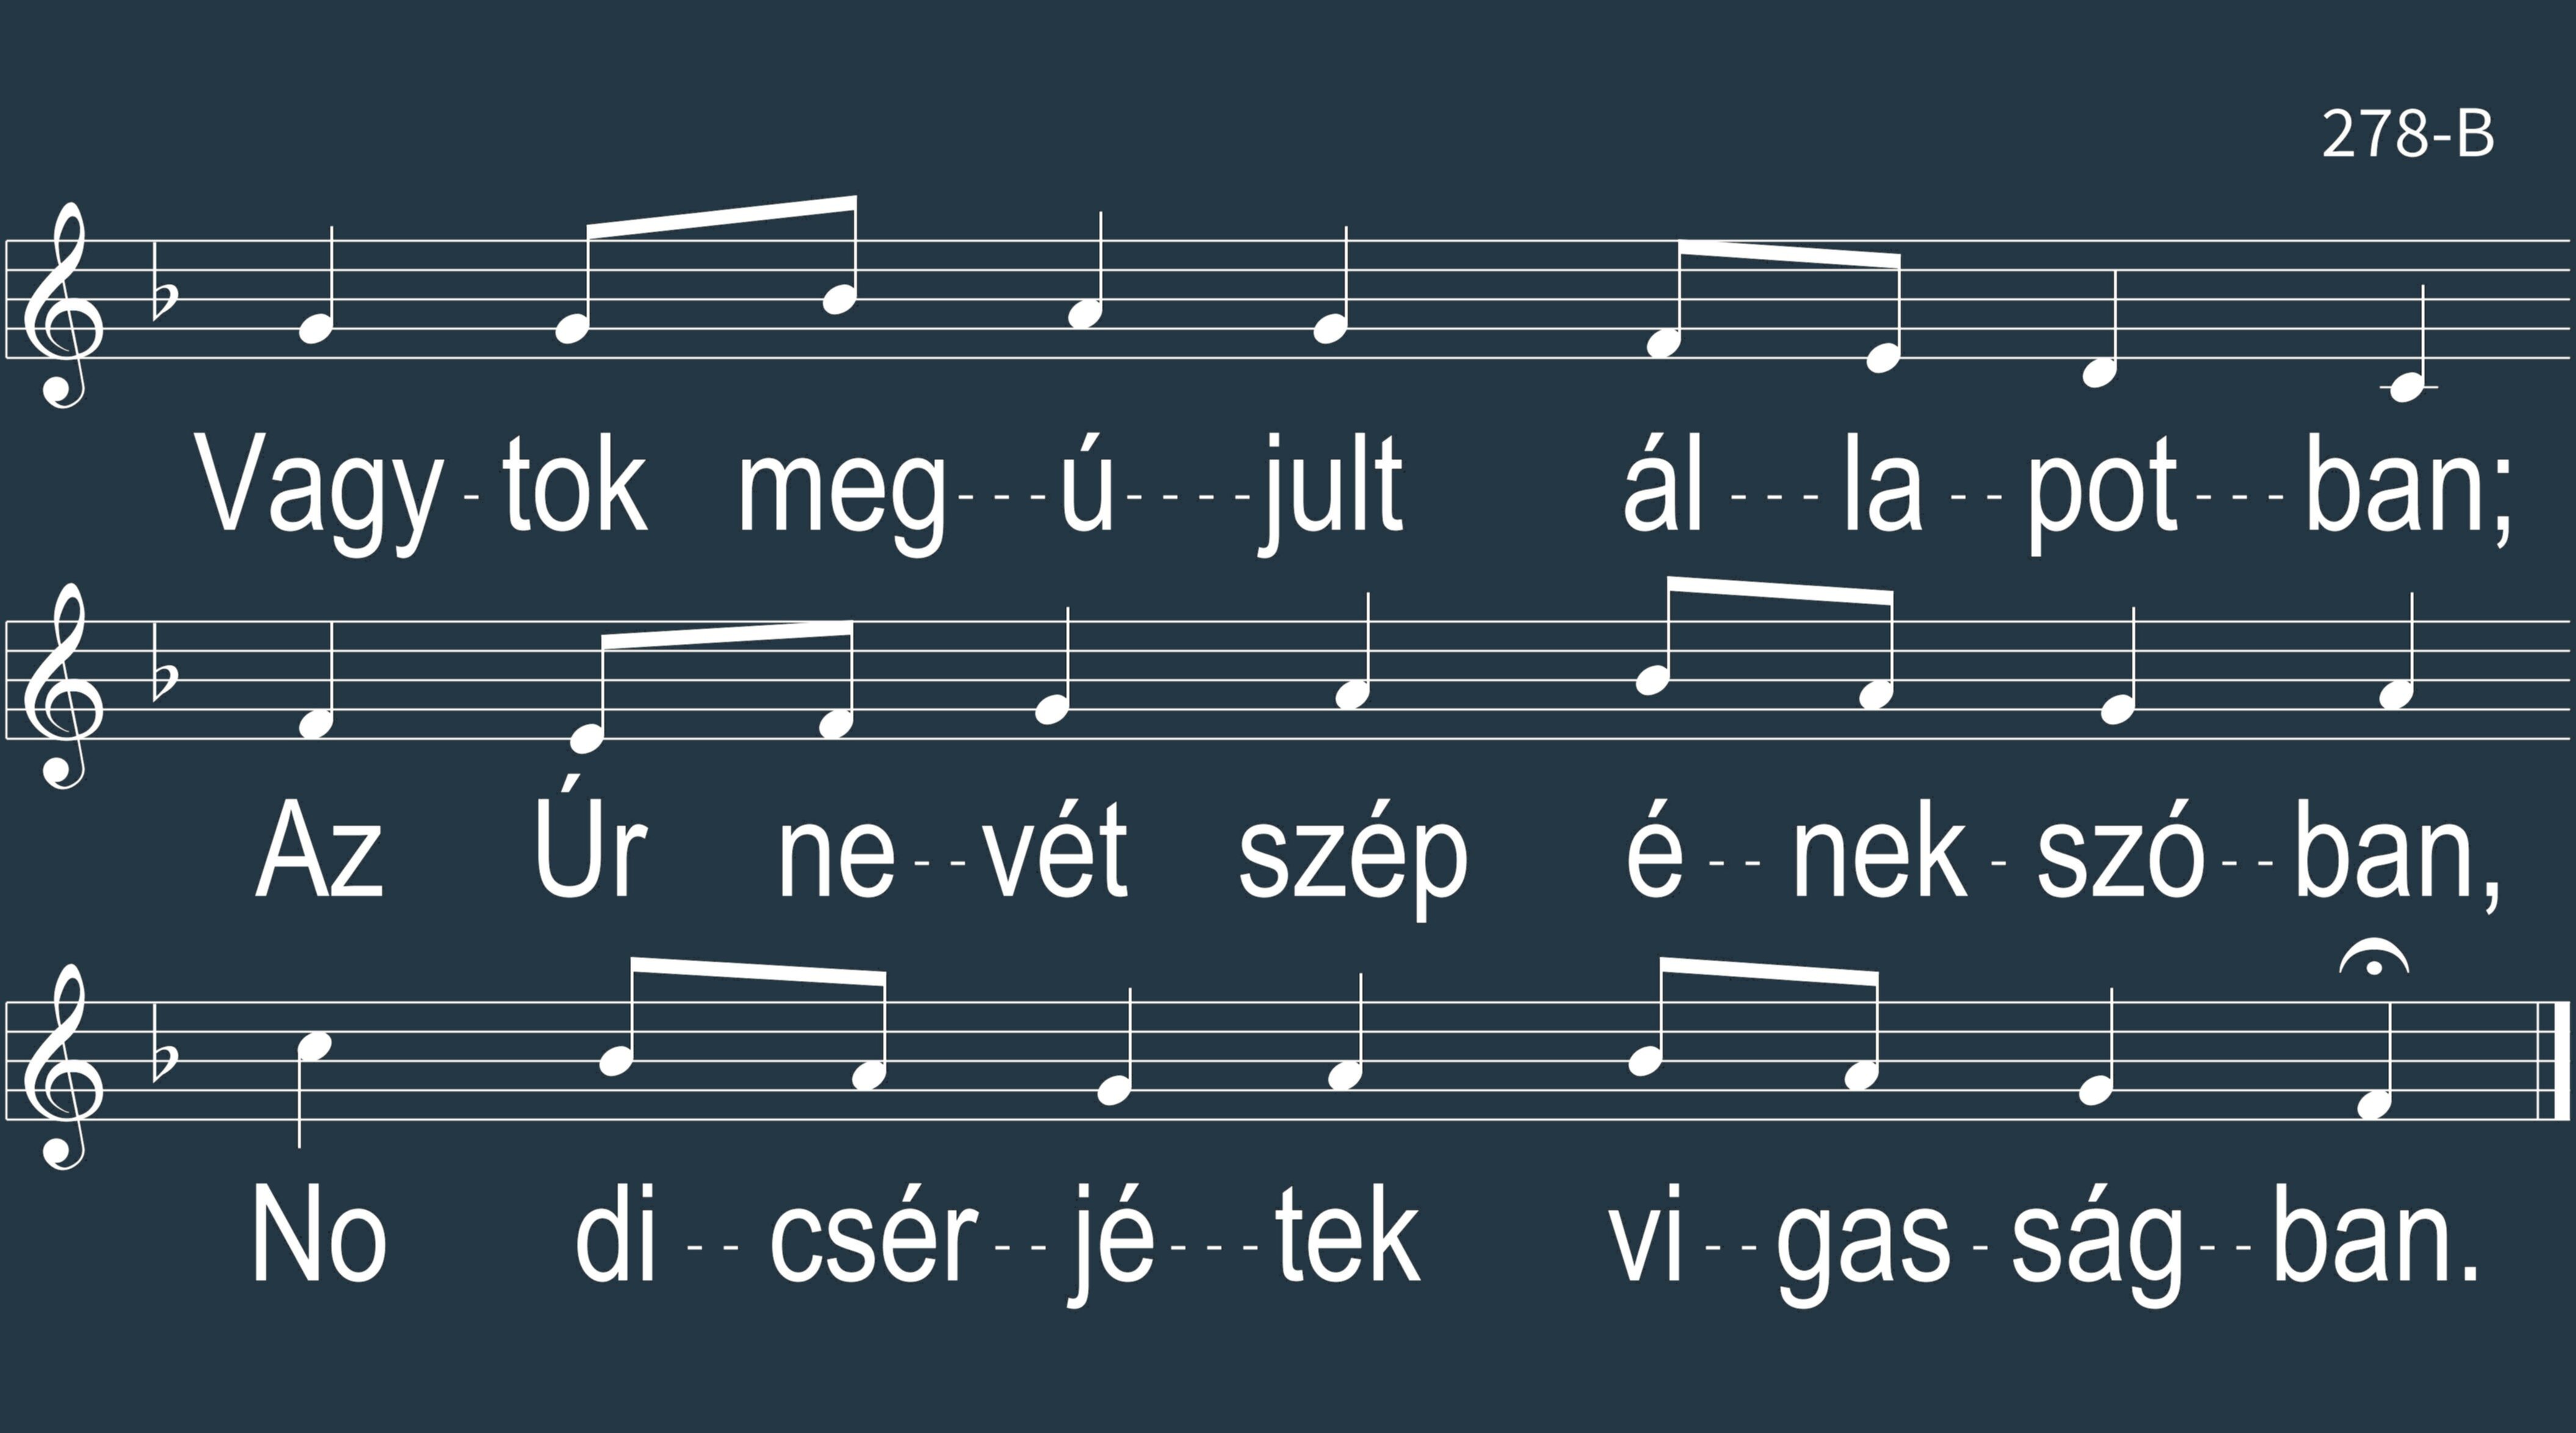 278-B
Vagy-tok meg---ú----jult ál---la--pot---ban;
Az Úr ne--vét szép é--nek-szó--ban,
No di--csér--jé---tek vi--gas-ság--ban.